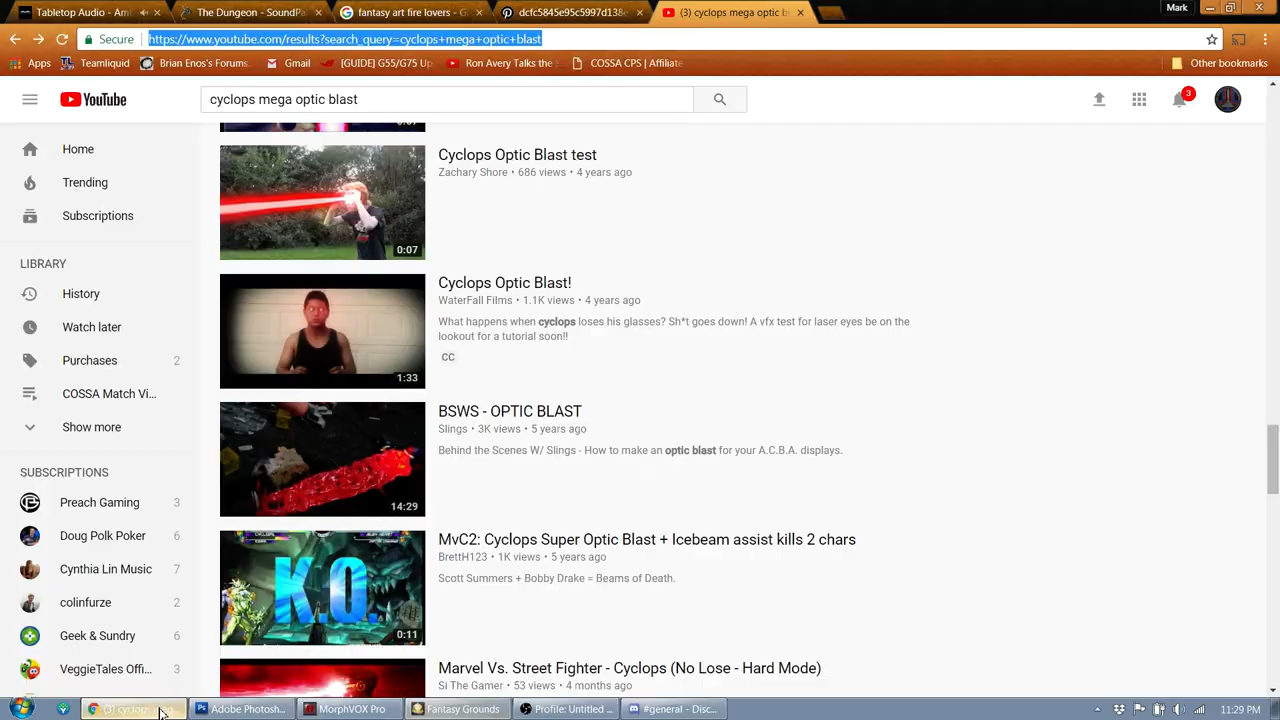 Tabletop Audio - Am
The Dungeon - SoundPa
fantasy art fire lovers - G
dcfc5845e95c5997d138
(3) cyclops mega optic b
Mark
Secure
https://www.youtube.com/results?search_query=cyclops+mega+optic+blast
Apps
Teamliquid
Brian Enos's Forums
Gmail
[GUIDE] G55/G75 Up
Ron Avery Talks the
COSSA CPS | Affiliate
Other bookmarks
YouTube
cyclops mega optic blast
3
Home
Trending
Subscriptions
LIBRARY
History
Watch later
Purchases 2
COSSA Match Vi...
Show more
SUBSCRIPTIONS
Preach Gaming 3
Doug Polk Poker 6
Cynthia Lin Music 7
colinfurze 2
Geek & Sundry 6
VeggieTales Offi... 3
Cyclops Optic Blast test
Zachary Shore • 686 views • 4 years ago
0:07
Cyclops Optic Blast!
WaterFall Films • 1.1K views • 4 years ago
What happens when cyclops loses his glasses? Sh*t goes down! A vfx test for laser eyes be on the
lookout for a tutorial soon!!
CC
1:33
BSWS - OPTIC BLAST
Slings • 3K views • 5 years ago
Behind the Scenes W/ Slings - How to make an optic blast for your A.C.B.A. displays.
14:29
MvC2: Cyclops Super Optic Blast + Icebeam assist kills 2 chars
BrettH123 • 1K views • 5 years ago
Scott Summers + Bobby Drake = Beams of Death.
K.O.
0:11
Marvel Vs. Street Fighter - Cyclops (No Lose - Hard Mode)
Si The Gamer • 53 views • 4 months ago
(3) cyclops
Adobe Photosh...
MorphVOX Pro
Fantasy Grounds
Profile: Untitled ...
#general - Disc...
11:29 PM